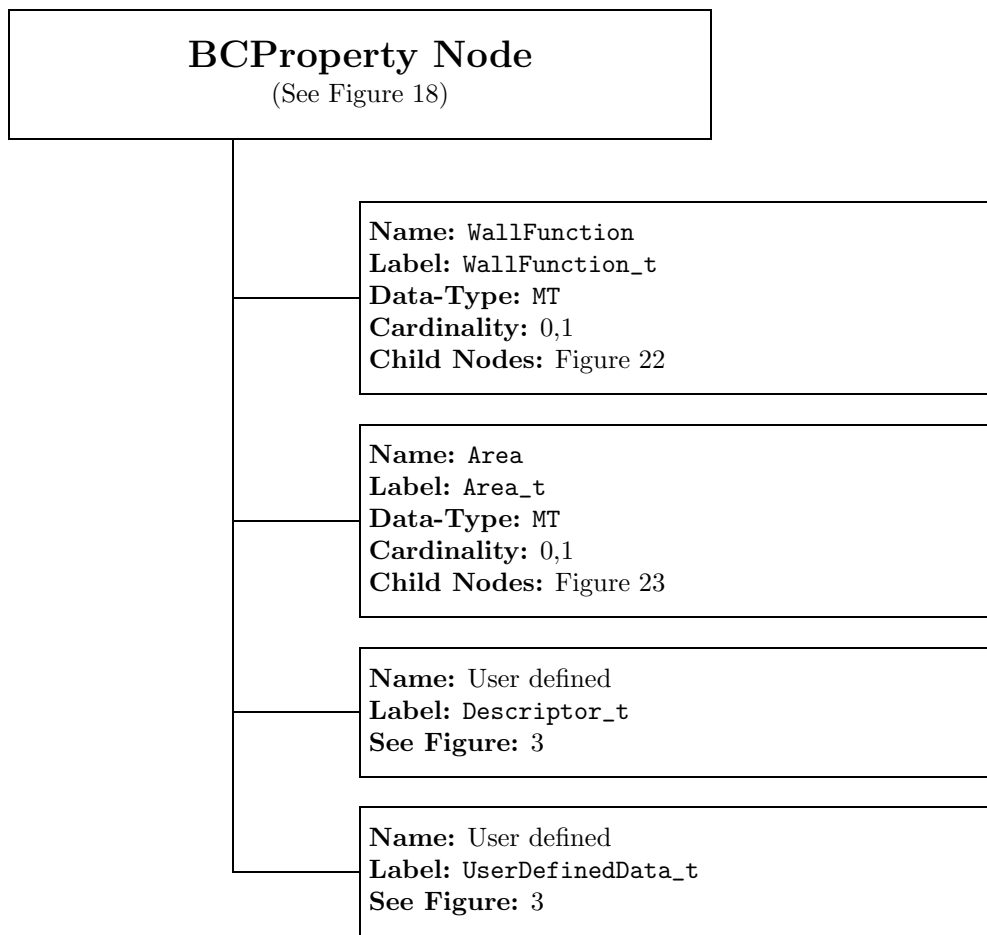 BCProperty Node
(See Figure 18)
Name: WallFunction
Label: WallFunction_t
Data-Type: MT
Cardinality: 0,1
Child Nodes: Figure 22
Name: Area
Label: Area_t
Data-Type: MT
Cardinality: 0,1
Child Nodes: Figure 23
Name: User defined
Label: Descriptor_t
See Figure: 3
Name: User defined
Label: UserDefinedData_t
See Figure: 3